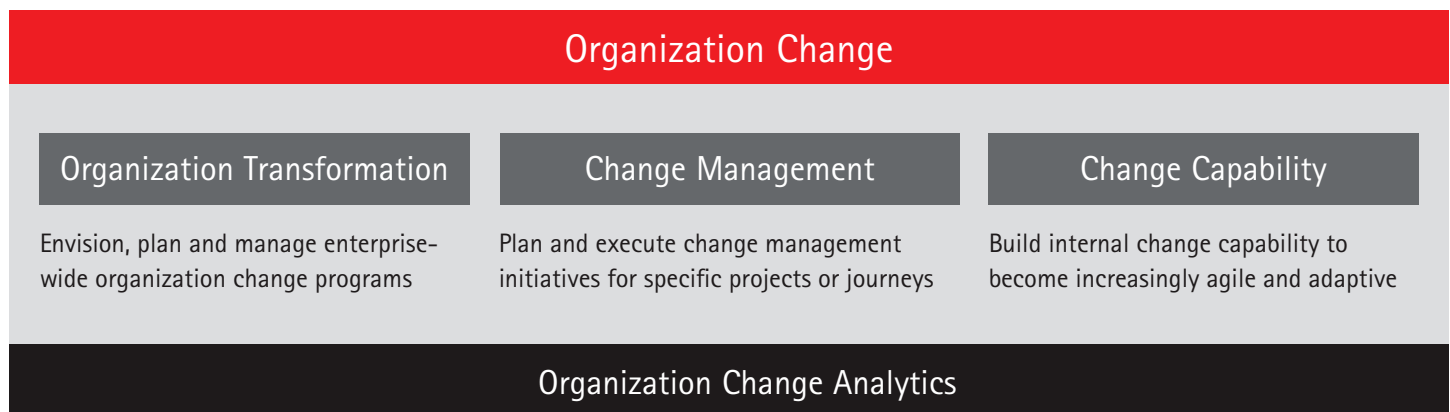 Organization Change
Organization Transformation
Envision, plan and manage enterprise-
wide organization change programs
Change Management
Plan and execute change management
initiatives for specific projects or journeys
Change Capability
Build internal change capability to
become increasingly agile and adaptive
Organization Change Analytics